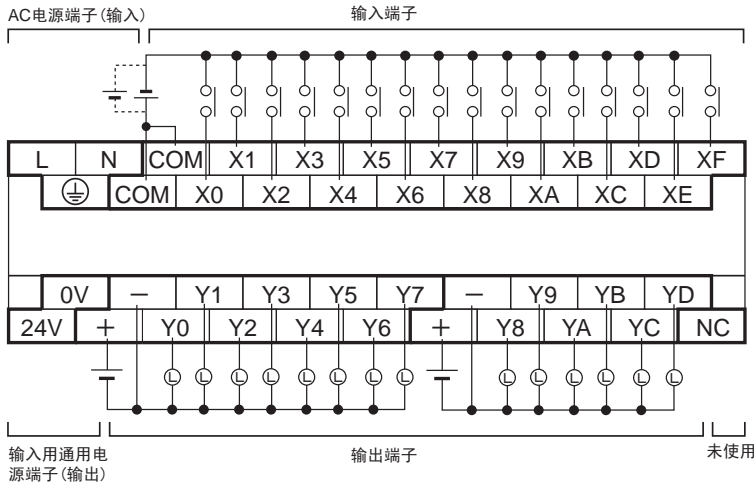 AC电源端子(输入) 输入端子
L N COM X1 X3 X5 X7 X9 XB XD XF
COM X0 X2 X4 X6 X8 XA XC XE
0V − Y1 Y3 Y5 Y7 − Y9 YB YD
24V + Y0 Y2 Y4 Y6 + Y8 YA YC NC
L L L L L L L L L L L L L L
输入用通用电 输出端子 未使用
源端子(输出)